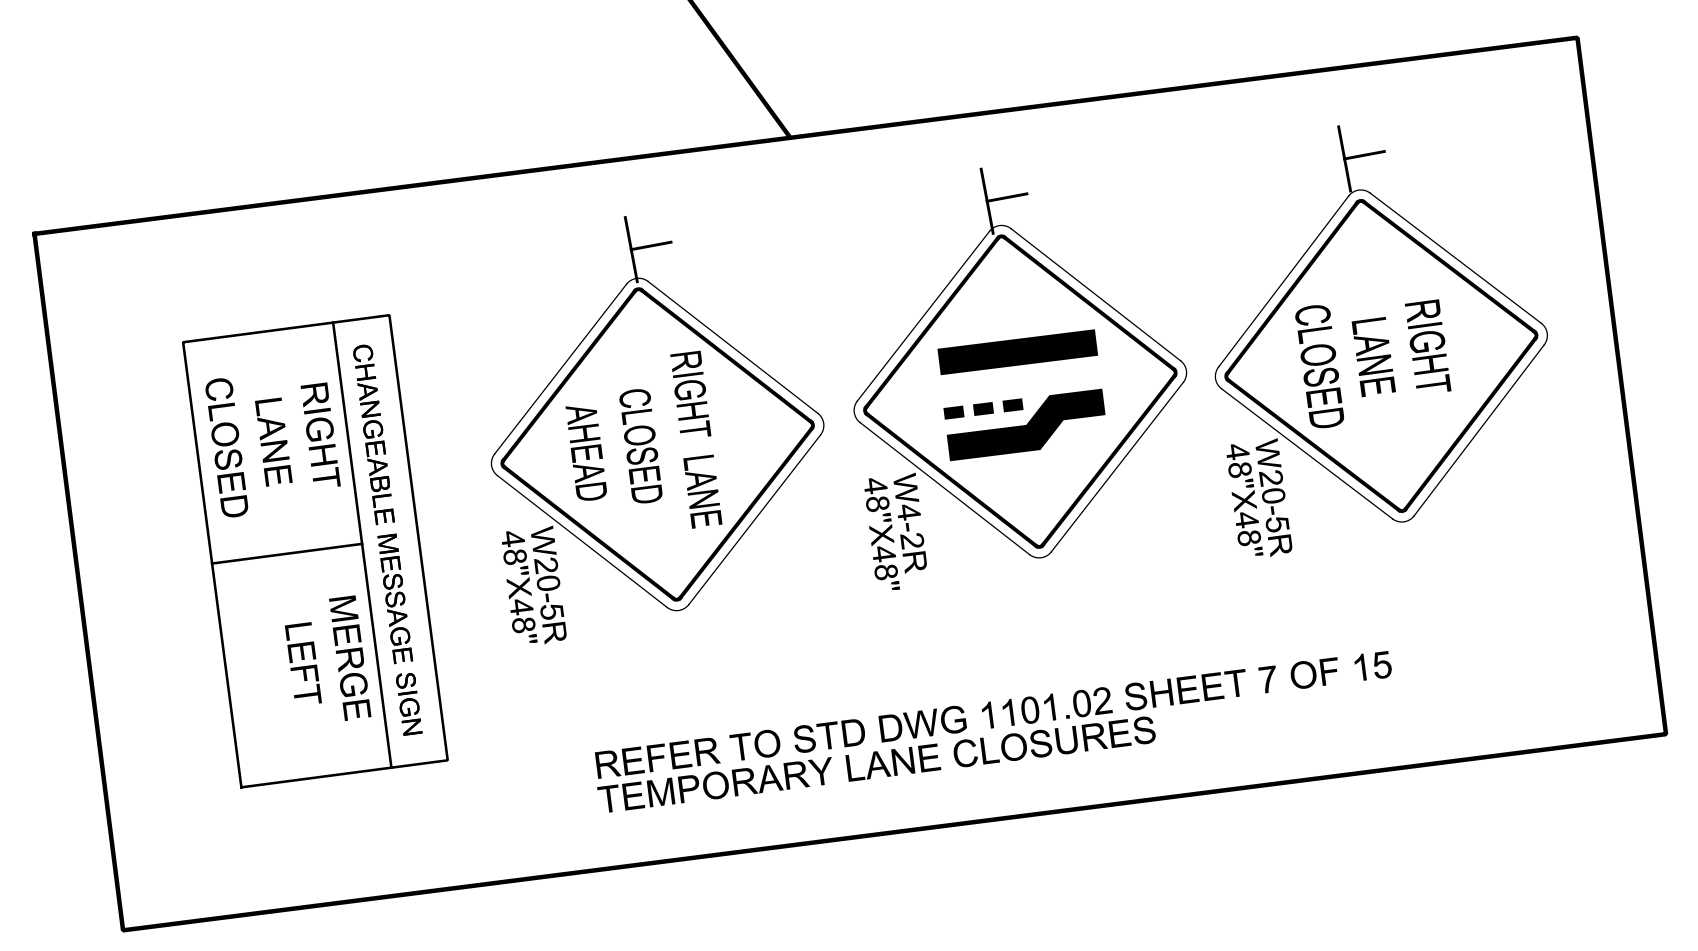 CHANGEABLE MESSAGE SIGN
RIGHT
LANE
CLOSED
MERGE
LEFT
RIGHT LANE
CLOSED
AHEAD
W20-5R
48"X48"
W4-2R
48"X48"
RIGHT
LANE
CLOSED
W20-5R
48"X48"
REFER TO STD DWG 1101.02 SHEET 7 OF 15
TEMPORARY LANE CLOSURES